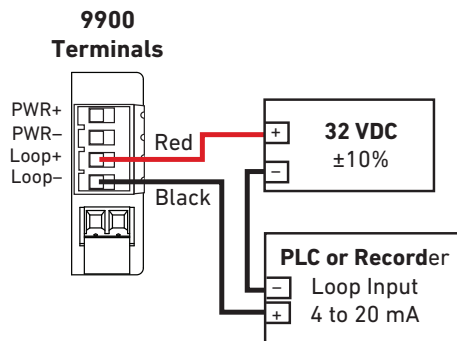 9900
Terminals
PWR+
PWR–
Loop+
Loop–
Red
Black
+
–
32 VDC
±10%
PLC or Recorder
–
Loop Input
+
4 to 20 mA